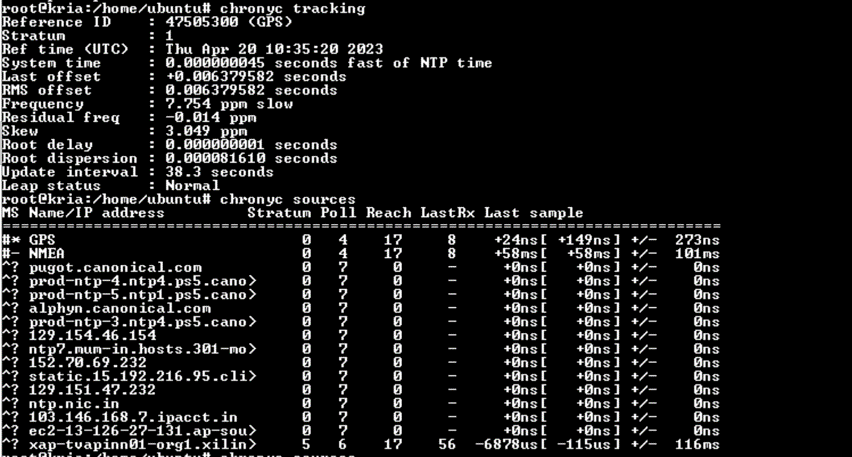 root@kria:/home/ubuntu# chronyc tracking
Reference ID    : 47505300 (GPS)
Stratum         : 1
Ref time (UTC)  : Thu Apr 20 10:35:20 2023
System time     : 0.000000045 seconds fast of NTP time
Last offset     : +0.006379582 seconds
RMS offset      : 0.006379582 seconds
Frequency       : 7.754 ppm slow
Residual freq   : -0.014 ppm
Skew            : 3.049 ppm
Root delay      : 0.000000001 seconds
Root dispersion : 0.000081610 seconds
Update interval : 38.3 seconds
Leap status     : Normal
root@kria:/home/ubuntu# chronyc sources
MS Name/IP address         Stratum Poll Reach LastRx Last sample
===============================================================================
#* GPS                           0   4    17     8    +24ns[ +149ns] +/-  273ns
#- NMEA                          0   4    17     8    +58ms[  +58ms] +/-  101ms
^? pugot.canonical.com           0   7     0     -     +0ns[   +0ns] +/-    0ns
^? prod-ntp-4.ntp4.ps5.cano>     0   7     0     -     +0ns[   +0ns] +/-    0ns
^? prod-ntp-5.ntp1.ps5.cano>     0   7     0     -     +0ns[   +0ns] +/-    0ns
^? alphyn.canonical.com          0   7     0     -     +0ns[   +0ns] +/-    0ns
^? prod-ntp-3.ntp4.ps5.cano>     0   7     0     -     +0ns[   +0ns] +/-    0ns
^? 129.154.46.154                0   7     0     -     +0ns[   +0ns] +/-    0ns
^? ntp7.mum-in.hosts.301-mo>     0   7     0     -     +0ns[   +0ns] +/-    0ns
^? 152.70.69.232                 0   7     0     -     +0ns[   +0ns] +/-    0ns
^? static.15.192.216.95.cli>     0   7     0     -     +0ns[   +0ns] +/-    0ns
^? 129.151.47.232                0   7     0     -     +0ns[   +0ns] +/-    0ns
^? ntp.nic.in                    0   7     0     -     +0ns[   +0ns] +/-    0ns
^? 103.146.168.7.ipacct.in       0   7     0     -     +0ns[   +0ns] +/-    0ns
^? ec2-13-126-27-131.ap-sou>     0   7     0     -     +0ns[   +0ns] +/-    0ns
^? xap-tvapinn01-org1.xilin>     5   6    17    56  -6878us[ -115us] +/-  116ms
root@kria:/home/ubuntu# chronyc sources